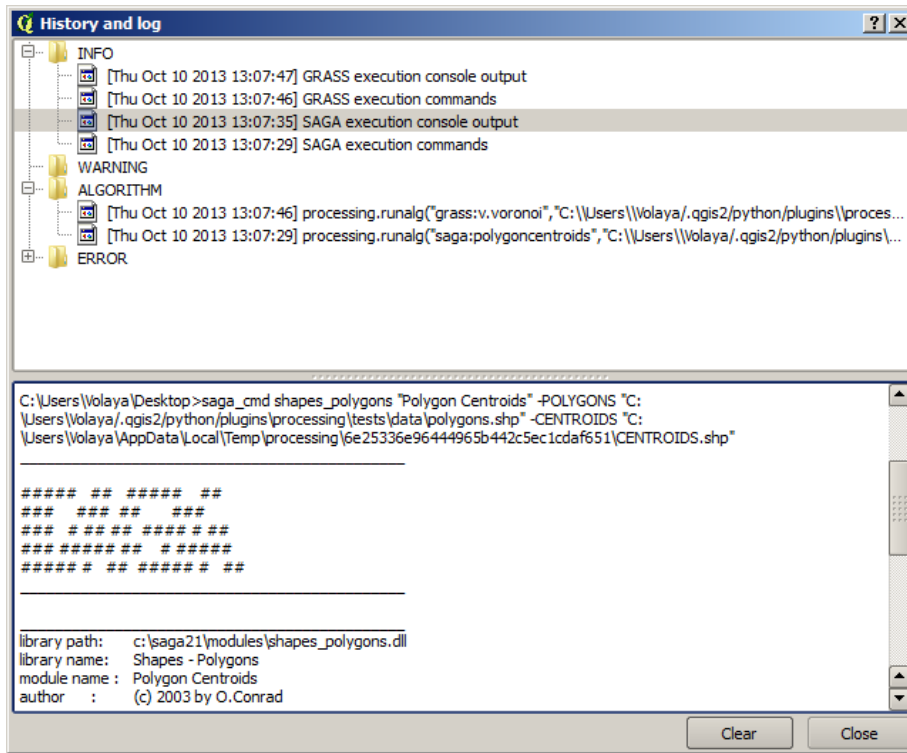 History and log
INFO
[Thu Oct 10 2013 13:07:47] GRASS execution console output
[Thu Oct 10 2013 13:07:46] GRASS execution commands
[Thu Oct 10 2013 13:07:35] SAGA execution console output
[Thu Oct 10 2013 13:07:29] SAGA execution commands
WARNING
ALGORITHM
[Thu Oct 10 2013 13:07:46] processing.runalg("grass:v.voronoi","C:\\Users\\Volaya/.qgis2/python/plugins\\proces...
[Thu Oct 10 2013 13:07:29] processing.runalg("saga:polygoncentroids","C:\\Users\\Volaya/.qgis2/python/plugins\...
ERROR
C:\Users\Volaya\Desktop>saga_cmd shapes_polygons "Polygon Centroids" -POLYGONS "C:
\Users\Volaya/.qgis2/python/plugins\processing\tests\data\polygons.shp" -CENTROIDS "C:
\Users\Volaya\AppData\Local\Temp\processing\6e25336e96444965b442c5ec1cdaf651\CENTROIDS.shp"
_____________________________________________
##### ## ##### ##
### ### ## ###
### # ## ## #### # ##
### ##### ## # #####
##### # ## ##### # ##
_____________________________________________
_____________________________________________
library path: c:\saga21\modules\shapes_polygons.dll
library name: Shapes - Polygons
module name : Polygon Centroids
author : (c) 2003 by O.Conrad
Clear Close